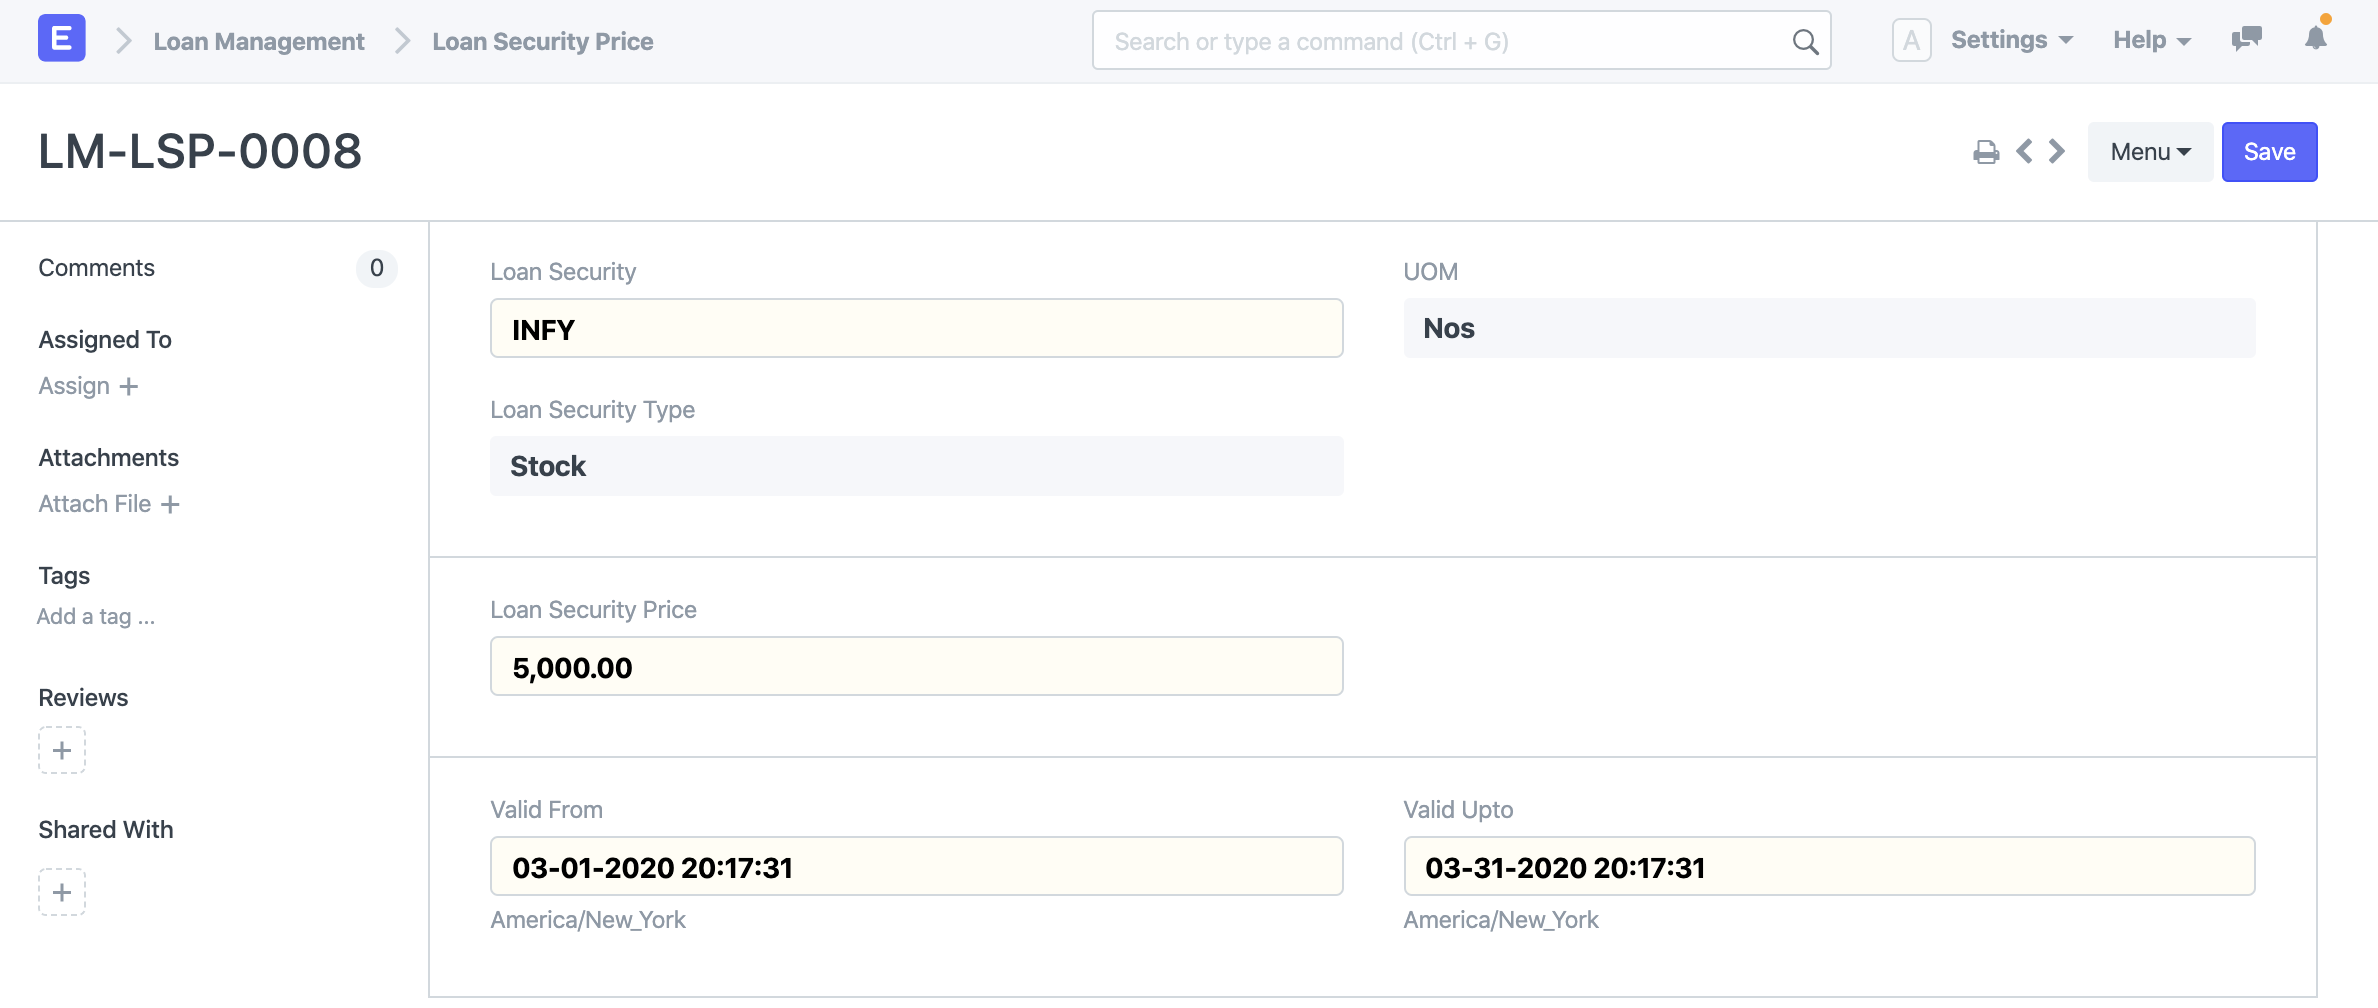 E Loan Management Loan Security Price Search or type a command (Ctrl + G) A Settings Help
LM-LSP-0008 Menu Save
Comments 0
Assigned To
Assign +
Attachments
Attach File +
Tags
Add a tag ...
Reviews
+
Shared With
+
Loan Security
INFY
UOM
Nos
Loan Security Type
Stock
Loan Security Price
5,000.00
Valid From
03-01-2020 20:17:31
America/New_York
Valid Upto
03-31-2020 20:17:31
America/New_York